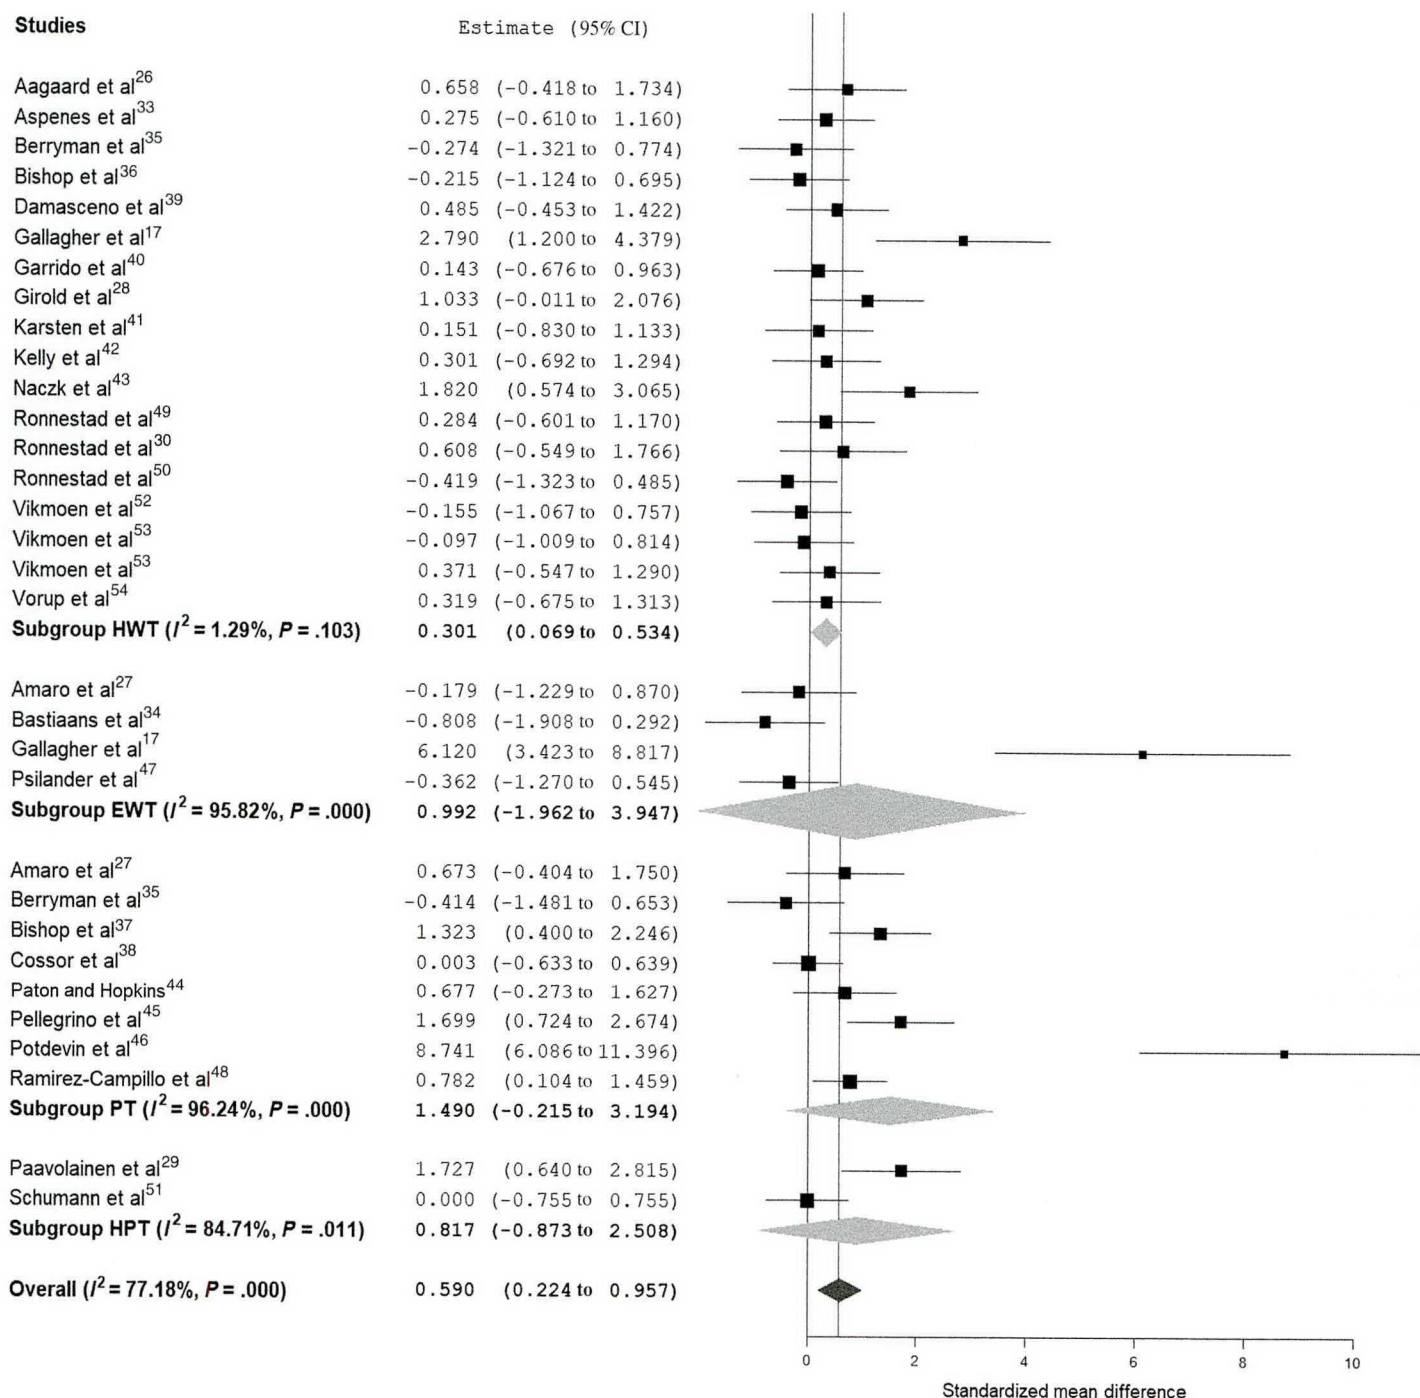 Studies Estimate (95% CI)
Aagaard et al26 0.658 (-0.418 to 1.734)
Aspenes et al33 0.275 (-0.610 to 1.160)
Berryman et al35 -0.274 (-1.321 to 0.774)
Bishop et al36 -0.215 (-1.124 to 0.695)
Damasceno et al39 0.485 (-0.453 to 1.422)
Gallagher et al17 2.790 (1.200 to 4.379)
Garrido et al40 0.143 (-0.676 to 0.963)
Girold et al28 1.033 (-0.011 to 2.076)
Karsten et al41 0.151 (-0.830 to 1.133)
Kelly et al42 0.301 (-0.692 to 1.294)
Naczk et al43 1.820 (0.574 to 3.065)
Ronnestad et al49 0.284 (-0.601 to 1.170)
Ronnestad et al30 0.608 (-0.549 to 1.766)
Ronnestad et al50 -0.419 (-1.323 to 0.485)
Vikmoen et al52 -0.155 (-1.067 to 0.757)
Vikmoen et al53 -0.097 (-1.009 to 0.814)
Vikmoen et al53 0.371 (-0.547 to 1.290)
Vorup et al54 0.319 (-0.675 to 1.313)
Subgroup HWT (I2 = 1.29%, P = .103) 0.301 (0.069 to 0.534)
Amaro et al27 -0.179 (-1.229 to 0.870)
Bastiaans et al34 -0.808 (-1.908 to 0.292)
Gallagher et al17 6.120 (3.423 to 8.817)
Psilander et al47 -0.362 (-1.270 to 0.545)
Subgroup EWT (I2 = 95.82%, P = .000) 0.992 (-1.962 to 3.947)
Amaro et al27 0.673 (-0.404 to 1.750)
Berryman et al35 -0.414 (-1.481 to 0.653)
Bishop et al37 1.323 (0.400 to 2.246)
Cossor et al38 0.003 (-0.633 to 0.639)
Paton and Hopkins44 0.677 (-0.273 to 1.627)
Pellegrino et al45 1.699 (0.724 to 2.674)
Potdevin et al46 8.741 (6.086 to 11.396)
Ramirez-Campillo et al48 0.782 (0.104 to 1.459)
Subgroup PT (I2 = 96.24%, P = .000) 1.490 (-0.215 to 3.194)
Paavolainen et al29 1.727 (0.640 to 2.815)
Schumann et al51 0.000 (-0.755 to 0.755)
Subgroup HPT (I2 = 84.71%, P = .011) 0.817 (-0.873 to 2.508)
Overall (I2 = 77.18%, P = .000) 0.590 (0.224 to 0.957)
0 2 4 6 8 10
Standardized mean difference